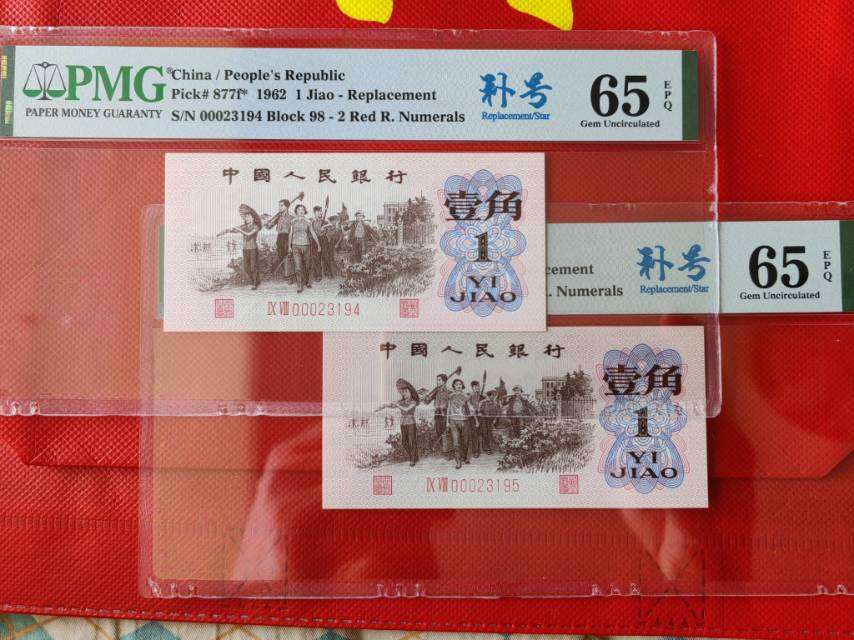 PMG®
PAPER MONEY GUARANTY
China / People's Republic
Pick# 877f* 1962 1 Jiao - Replacement
S/N 00023194 Block 98 - 2 Red R. Numerals
补号
Replacement/Star
65
EPQ
Gem Uncirculated
中國人民銀行
壹角
1
YI
JIAO
IX VIII 00023194
cement
R. Numerals
补号
Replacement/Star
65
EPQ
Gem Uncirculated
中國人民銀行
壹角
1
YI
JIAO
IX VIII 00023195